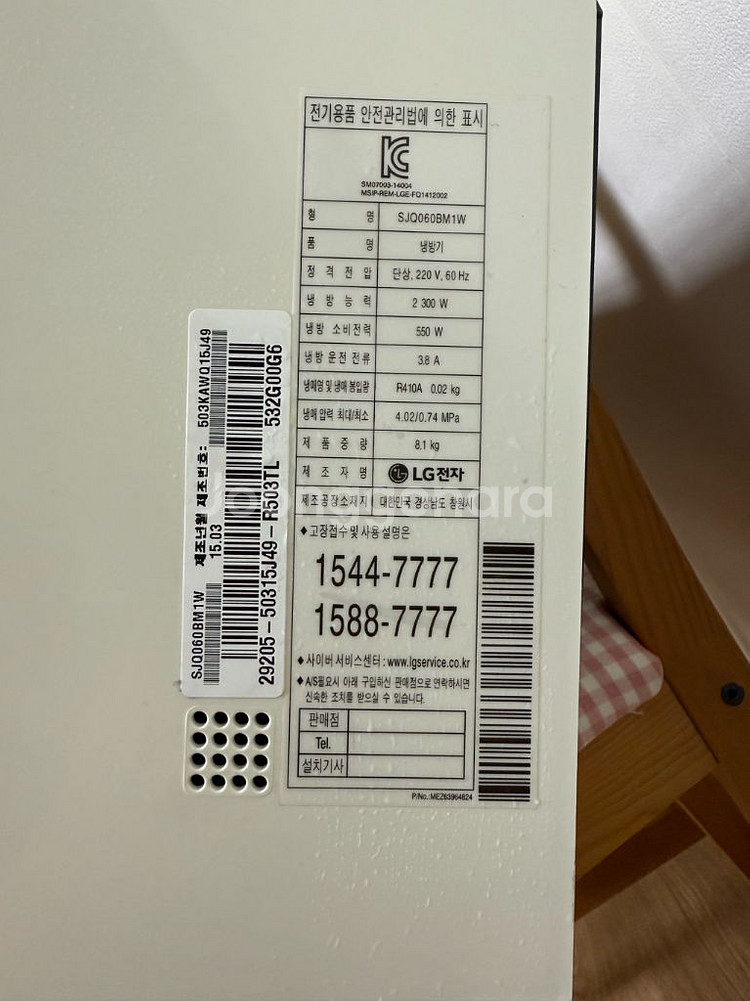 전기용품 안전관리법에 의한 표시
KC
SM07093-14004
MSIP-REM-LGE-FQ1412002
형 명 SJQ060BM1W
품 명 냉방기
정 격 전 압 단상, 220 V, 60 Hz
냉 방 능 력 2 300 W
냉방 소비전력 550 W
냉방 운전 전류 3.8 A
냉매명 및 냉매 봉입량 R410A 0.02 kg
냉매 압력 최대/최소 4.02/0.74 MPa
제 품 중 량 8.1 kg
제 조 자 명 LG전자
제조 공장 소재지 / 대한민국 경상남도 창원시
◆ 고장접수 및 사용 설명은
1544-7777
1588-7777
◆ 사이버 서비스센터 : www.lgservice.co.kr
◆ A/S필요시 아래 구입하신 판매점으로 연락하시면
신속한 조치를 받으실 수 있습니다.
판매점
Tel.
설치기사
P/No.: MEZ63964824
SJQ060BM1W 제조년월 제조번호: 503KAWQ15J49
15.03
29205-50315J49-R503TL 532G00G6
Joonggonara